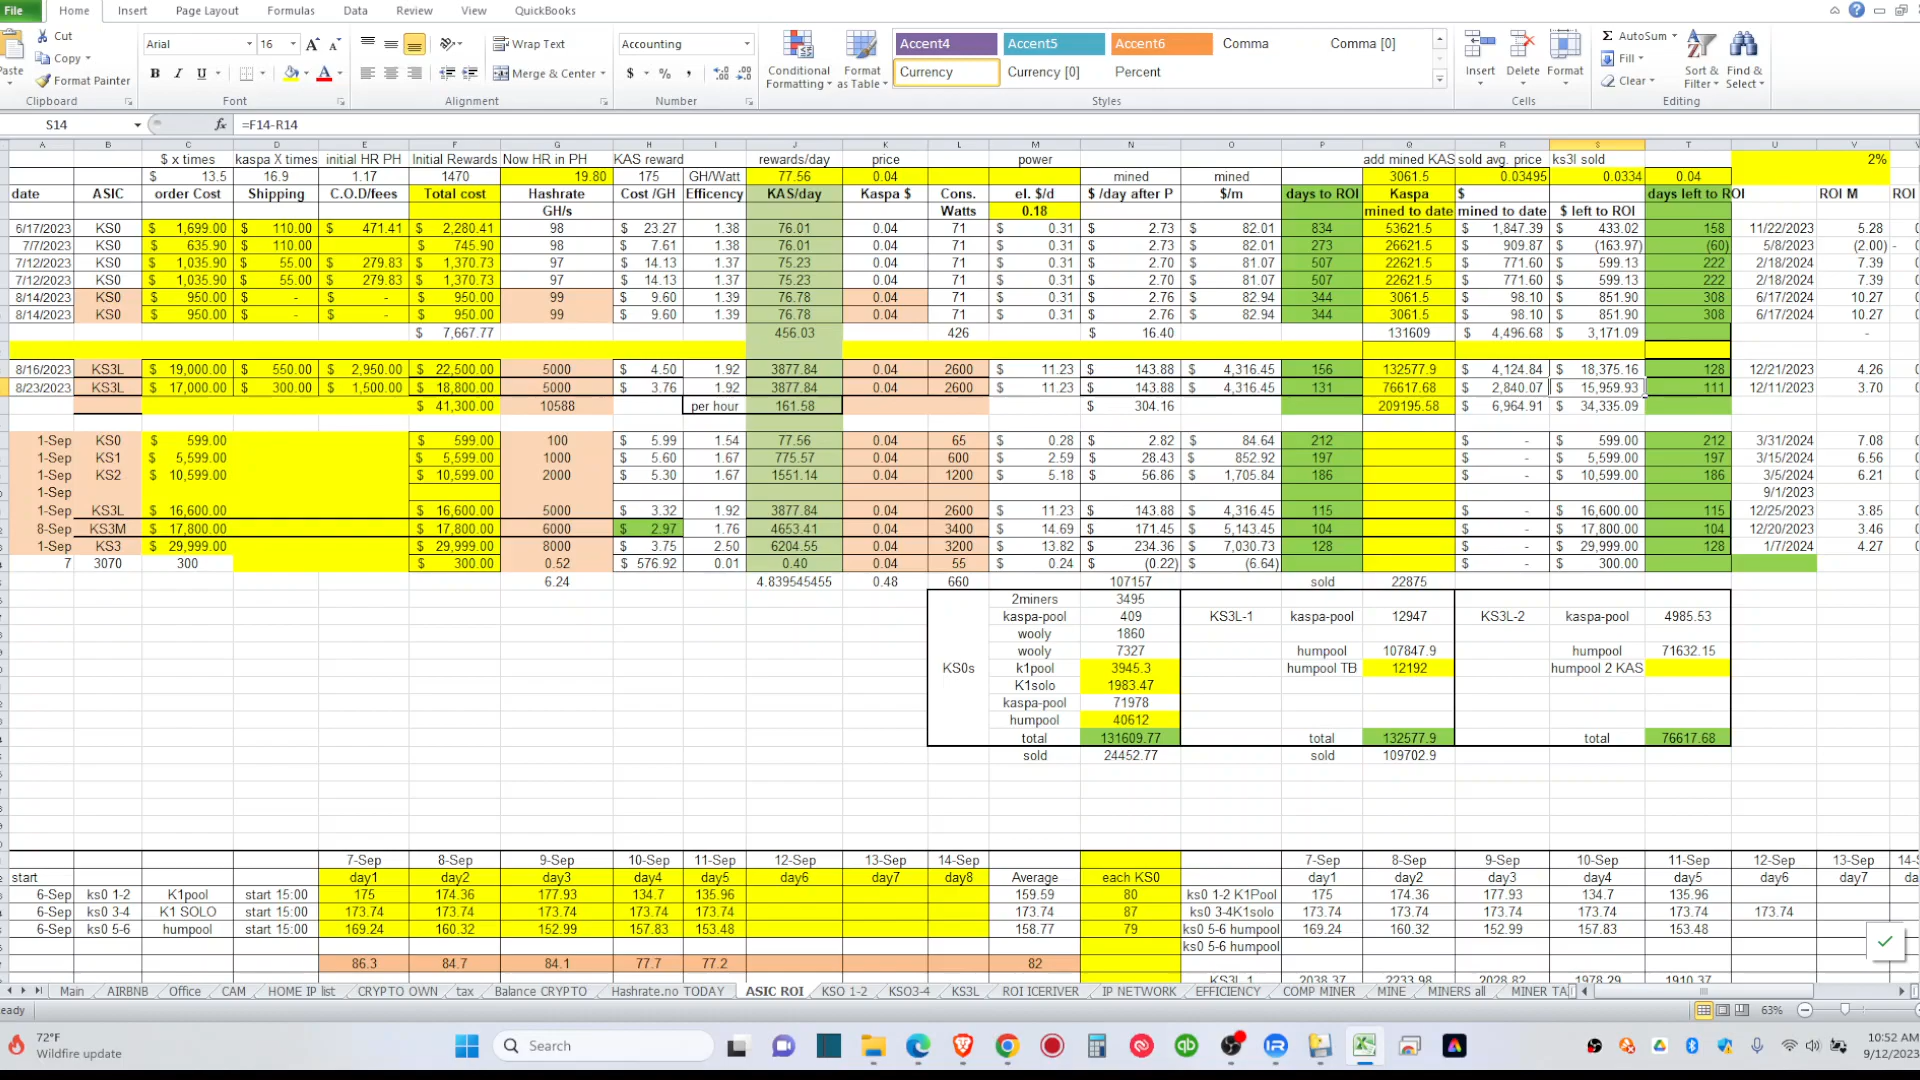 File Home Insert Page Layout Formulas Data Review View QuickBooks
Cut Arial 16 Wrap Text Accounting Accent4 Accent5 Accent6 Comma Comma [0] AutoSum
Copy Fill
Paste Format Painter B I U Merge & Center $ % , Conditional Formatting Format as Table Currency Currency [0] Percent Insert Delete Format Clear Sort & Filter Find & Select
Clipboard Font Alignment Number Styles Cells Editing
S14 fx =F14-R14
A B C D E F G H I J K L M N O P Q R S T U V
$ x times kaspa X times initial HR PH Initial Rewards Now HR in PH KAS reward rewards/day price power add mined KAS sold avg. price ks3l sold 2%
$ 13.5 16.9 1.17 1470 19.80 175 GH/Watt 77.56 0.04 mined mined 3061.5 0.03495 0.0334 0.04
date ASIC order Cost Shipping C.O.D/fees Total cost Hashrate Cost /GH Efficency KAS/day Kaspa $ Cons. el. $/d $ /day after P $/m days to ROI Kaspa $ days left to ROI ROI M ROI
GH/s Watts 0.18 mined to date mined to date $ left to ROI
6/17/2023 KS0 $ 1,699.00 $ 110.00 $ 471.41 $ 2,280.41 98 $ 23.27 1.38 76.01 0.04 71 $ 0.31 $ 2.73 $ 82.01 834 53621.5 $ 1,847.39 $ 433.02 158 11/22/2023 5.28
7/7/2023 KS0 $ 635.90 $ 110.00 $ 745.90 98 $ 7.61 1.38 76.01 0.04 71 $ 0.31 $ 2.73 $ 82.01 273 26621.5 $ 909.87 $ (163.97) (60) 5/8/2023 (2.00) -
7/12/2023 KS0 $ 1,035.90 $ 55.00 $ 279.83 $ 1,370.73 97 $ 14.13 1.37 75.23 0.04 71 $ 0.31 $ 2.70 $ 81.07 507 22621.5 $ 771.60 $ 599.13 222 2/18/2024 7.39
7/12/2023 KS0 $ 1,035.90 $ 55.00 $ 279.83 $ 1,370.73 97 $ 14.13 1.37 75.23 0.04 71 $ 0.31 $ 2.70 $ 81.07 507 22621.5 $ 771.60 $ 599.13 222 2/18/2024 7.39
8/14/2023 KS0 $ 950.00 $ - $ - $ 950.00 99 $ 9.60 1.39 76.78 0.04 71 $ 0.31 $ 2.76 $ 82.94 344 3061.5 $ 98.10 $ 851.90 308 6/17/2024 10.27
8/14/2023 KS0 $ 950.00 $ - $ - $ 950.00 99 $ 9.60 1.39 76.78 0.04 71 $ 0.31 $ 2.76 $ 82.94 344 3061.5 $ 98.10 $ 851.90 308 6/17/2024 10.27
$ 7,667.77 456.03 426 $ 16.40 131609 $ 4,496.68 $ 3,171.09 -
8/16/2023 KS3L $ 19,000.00 $ 550.00 $ 2,950.00 $ 22,500.00 5000 $ 4.50 1.92 3877.84 0.04 2600 $ 11.23 $ 143.88 $ 4,316.45 156 132577.9 $ 4,124.84 $ 18,375.16 128 12/21/2023 4.26
8/23/2023 KS3L $ 17,000.00 $ 300.00 $ 1,500.00 $ 18,800.00 5000 $ 3.76 1.92 3877.84 0.04 2600 $ 11.23 $ 143.88 $ 4,316.45 131 76617.68 $ 2,840.07 $ 15,959.93 111 12/11/2023 3.70
$ 41,300.00 10588 per hour 161.58 $ 304.16 209195.58 $ 6,964.91 $ 34,335.09
1-Sep KS0 $ 599.00 $ 599.00 100 $ 5.99 1.54 77.56 0.04 65 $ 0.28 $ 2.82 $ 84.64 212 $ - $ 599.00 212 3/31/2024 7.08
1-Sep KS1 $ 5,599.00 $ 5,599.00 1000 $ 5.60 1.67 775.57 0.04 600 $ 2.59 $ 28.43 $ 852.92 197 $ - $ 5,599.00 197 3/15/2024 6.56
1-Sep KS2 $ 10,599.00 $ 10,599.00 2000 $ 5.30 1.67 1551.14 0.04 1200 $ 5.18 $ 56.86 $ 1,705.84 186 $ - $ 10,599.00 186 3/5/2024 6.21
1-Sep 9/1/2023
1-Sep KS3L $ 16,600.00 $ 16,600.00 5000 $ 3.32 1.92 3877.84 0.04 2600 $ 11.23 $ 143.88 $ 4,316.45 115 $ - $ 16,600.00 115 12/25/2023 3.85
8-Sep KS3M $ 17,800.00 $ 17,800.00 6000 $ 2.97 1.76 4653.41 0.04 3400 $ 14.69 $ 171.45 $ 5,143.45 104 $ - $ 17,800.00 104 12/20/2023 3.46
1-Sep KS3 $ 29,999.00 $ 29,999.00 8000 $ 3.75 2.50 6204.55 0.04 3200 $ 13.82 $ 234.36 $ 7,030.73 128 $ - $ 29,999.00 128 1/7/2024 4.27
7 3070 300 $ 300.00 0.52 $ 576.92 0.01 0.40 0.04 55 $ 0.24 $ (0.22) $ (6.64) $ - $ 300.00
6.24 4.839545455 0.48 660 107157 sold 22875
2miners 3495
kaspa-pool 409 KS3L-1 kaspa-pool 12947 KS3L-2 kaspa-pool 4985.53
wooly 1860
wooly 7327 humpool 107847.9 humpool 71632.15
KS0s k1pool 3945.3 humpool TB 12192 humpool 2 KAS
K1solo 1983.47
kaspa-pool 71978
humpool 40612
total 131609.77 total 132577.9 total 76617.68
sold 24452.77 sold 109702.9
7-Sep 8-Sep 9-Sep 10-Sep 11-Sep 12-Sep 13-Sep 14-Sep 7-Sep 8-Sep 9-Sep 10-Sep 11-Sep 12-Sep 13-Sep
start day1 day2 day3 day4 day5 day6 day7 day8 Average each KS0 day1 day2 day3 day4 day5 day6 day7
6-Sep ks0 1-2 K1pool start 15:00 175 174.36 177.93 134.7 135.96 159.59 80 ks0 1-2 K1Pool 175 174.36 177.93 134.7 135.96
6-Sep ks0 3-4 K1 SOLO start 15:00 173.74 173.74 173.74 173.74 173.74 173.74 87 ks0 3-4K1solo 173.74 173.74 173.74 173.74 173.74 173.74
6-Sep ks0 5-6 humpool start 15:00 169.24 160.32 152.99 157.83 153.48 158.77 79 ks0 5-6 humpool 169.24 160.32 152.99 157.83 153.48
ks0 5-6 humpool
86.3 84.7 84.1 77.7 77.2 82
KS3L 1 2038.37 2233.98 2028.82 1978.29 1910.37
Main AIRBNB Office CAM HOME IP list CRYPTO OWN tax Balance CRYPTO Hashrate.no TODAY ASIC ROI KSO 1-2 KSO3-4 KS3L ROI ICERIVER IP NETWORK EFFICIENCY COMP MINER MINE MINERS all MINER TA
eady 63%
72°F
Wildfire update
Search
10:52 AM
9/12/2023